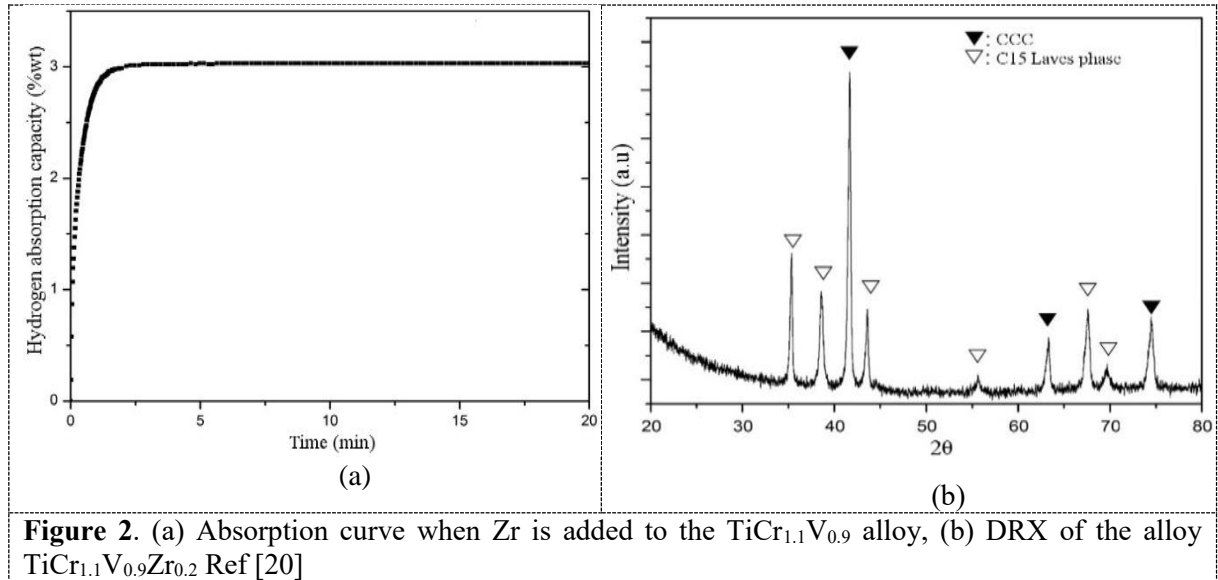 Hydrogen absorption capacity (%wt)
3
2
1
0
0
5
10
15
20
Time (min)
(a)
▼: CCC
▽: C15 Laves phase
Intensity (a.u)
20
30
40
50
60
70
80
2θ
(b)
Figure 2. (a) Absorption curve when Zr is added to the TiCr1.1V0.9 alloy, (b) DRX of the alloy
TiCr1.1V0.9Zr0.2 Ref [20]